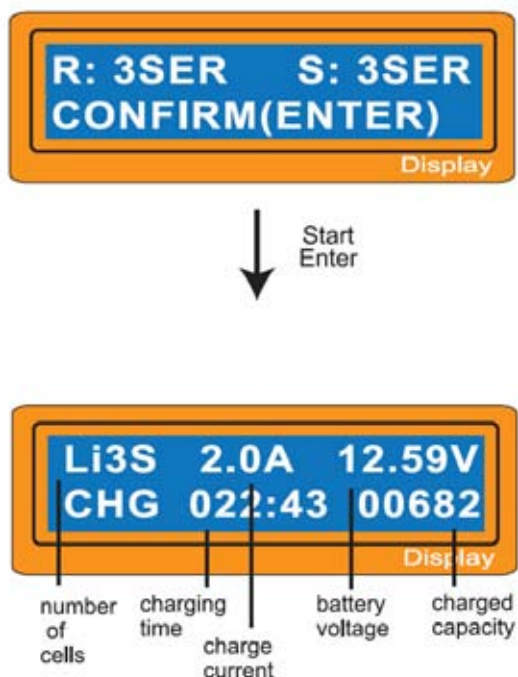 R: 3SER S: 3SER
CONFIRM(ENTER)
Display
Start
Enter
Li3S 2.0A 12.59V
CHG 022:43 00682
Display
number
of
cells
charging
time
charge
current
battery
voltage
charged
capacity